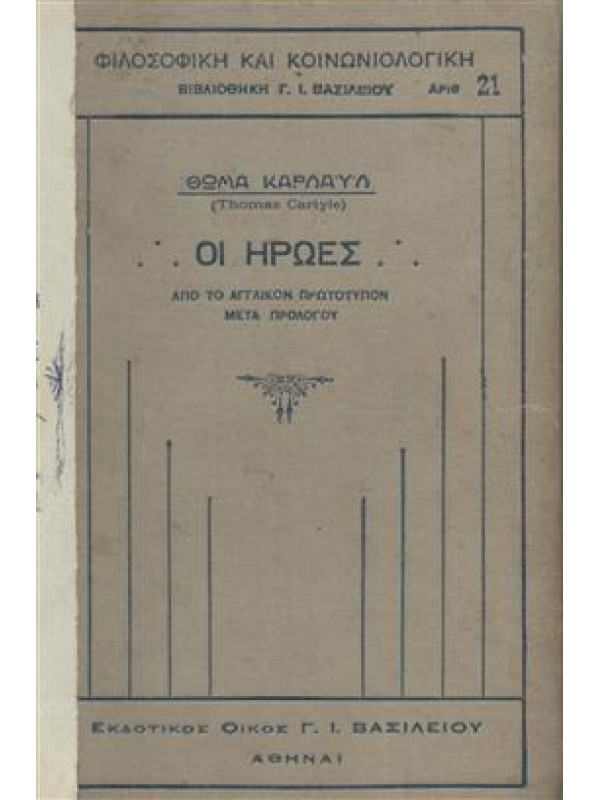 ΦΙΛΟΣΟΦΙΚΗ ΚΑΙ ΚΟΙΝΩΝΙΟΛΟΓΙΚΗ
ΒΙΒΛΙΟΘΗΚΗ Γ. Ι. ΒΑΣΙΛΕΙΟΥ ΑΡΙΘ 21
ΘΩΜΑ ΚΑΡΛΑΫΛ
(Thomas Carlyle)
ΟΙ ΗΡΩΕΣ
ΑΠΟ ΤΟ ΑΓΓΛΙΚΟΝ ΠΡΩΤΟΤΥΠΟΝ
ΜΕΤΑ ΠΡΟΛΟΓΟΥ
ΕΚΔΟΤΙΚΟΣ ΟΙΚΟΣ Γ. Ι. ΒΑΣΙΛΕΙΟΥ
ΑΘΗΝΑΙ